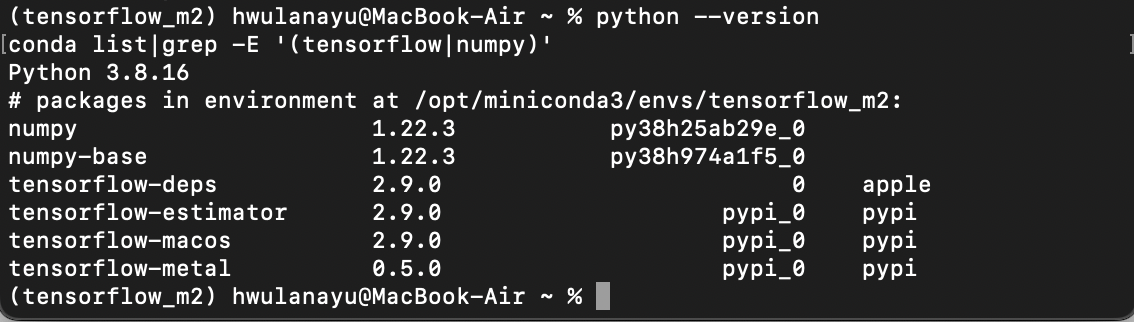 (tensorflow_m2) hwulanayu@MacBook-Air ~ % python --version
[conda list|grep -E '(tensorflow|numpy)' ]
Python 3.8.16
# packages in environment at /opt/miniconda3/envs/tensorflow_m2:
numpy 1.22.3 py38h25ab29e_0
numpy-base 1.22.3 py38h974a1f5_0
tensorflow-deps 2.9.0 0 apple
tensorflow-estimator 2.9.0 pypi_0 pypi
tensorflow-macos 2.9.0 pypi_0 pypi
tensorflow-metal 0.5.0 pypi_0 pypi
(tensorflow_m2) hwulanayu@MacBook-Air ~ %